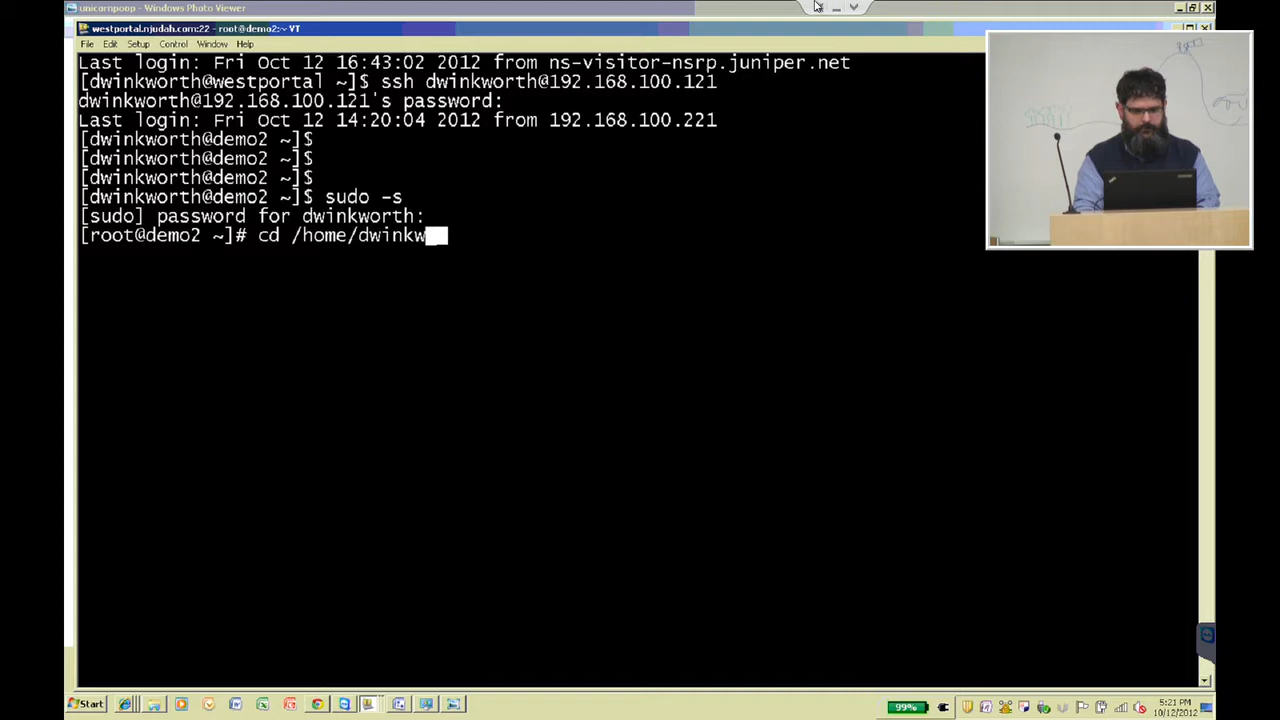 unicornpoop - Windows Photo Viewer
westportal.njudah.com:22 - root@demo2:~ VT
File Edit Setup Control Window Help
Last login: Fri Oct 12 16:43:02 2012 from ns-visitor-nsrp.juniper.net
[dwinkworth@westportal ~]$ ssh dwinkworth@192.168.100.121
dwinkworth@192.168.100.121's password:
Last login: Fri Oct 12 14:20:04 2012 from 192.168.100.221
[dwinkworth@demo2 ~]$
[dwinkworth@demo2 ~]$
[dwinkworth@demo2 ~]$
[dwinkworth@demo2 ~]$ sudo -s
[sudo] password for dwinkworth:
[root@demo2 ~]# cd /home/dwinkw
Start
99%
5:21 PM
10/12/2012